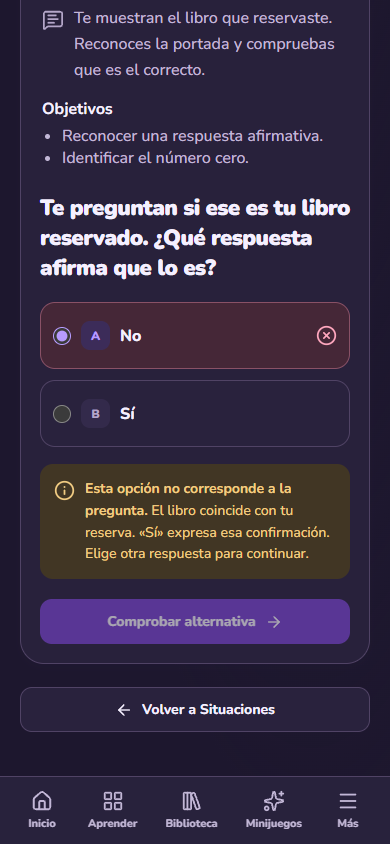 Te muestran el libro que reservaste.
Reconoces la portada y compruebas
que es el correcto.
Objetivos
• Reconocer una respuesta afirmativa.
• Identificar el número cero.
Te preguntan si ese es tu libro
reservado. ¿Qué respuesta
afirma que lo es?
A No
B Sí
Esta opción no corresponde a la
pregunta. El libro coincide con tu
reserva. «Sí» expresa esa confirmación.
Elige otra respuesta para continuar.
Comprobar alternativa →
← Volver a Situaciones
Inicio Aprender Biblioteca Minijuegos Más